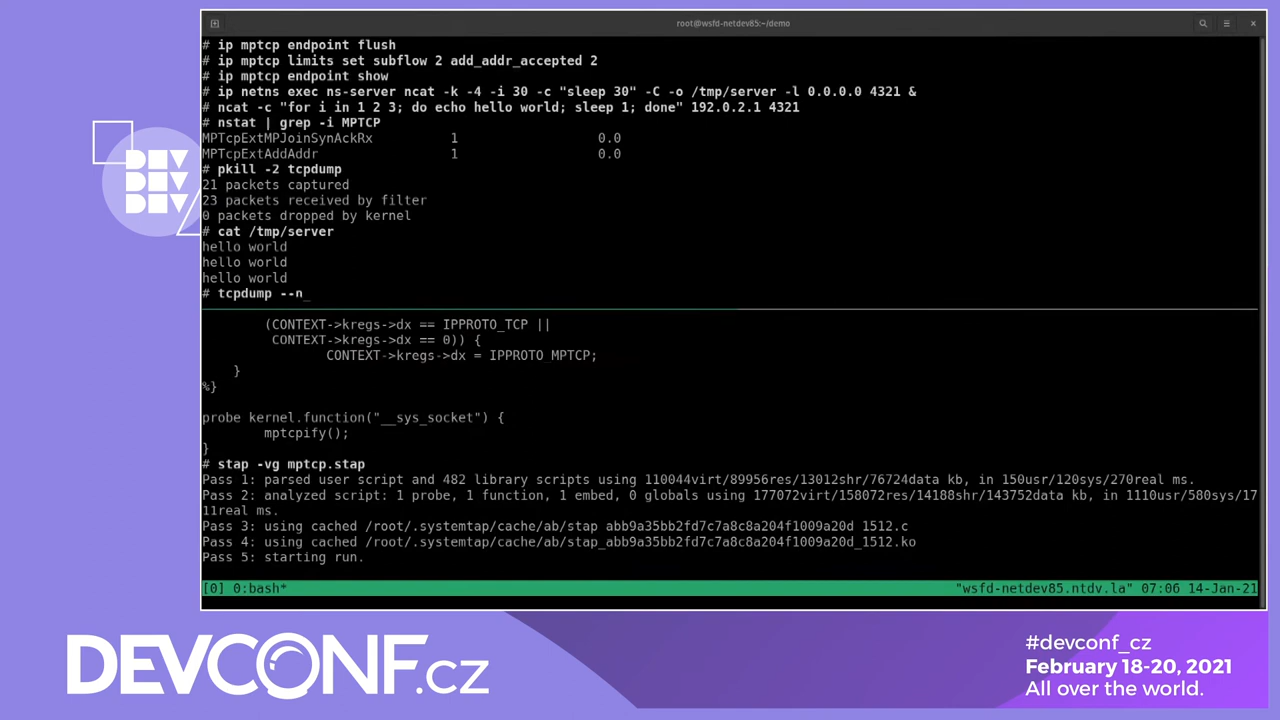 root@wsfd-netdev85:~/demo
# ip mptcp endpoint flush
# ip mptcp limits set subflow 2 add_addr_accepted 2
# ip mptcp endpoint show
# ip netns exec ns-server ncat -k -4 -i 30 -c "sleep 30" -C -o /tmp/server -l 0.0.0.0 4321 &
# ncat -c "for i in 1 2 3; do echo hello world; sleep 1; done" 192.0.2.1 4321
# nstat | grep -i MPTCP
MPTcpExtMPJoinSynAckRx 1 0.0
MPTcpExtAddAddr 1 0.0
# pkill -2 tcpdump
21 packets captured
23 packets received by filter
0 packets dropped by kernel
# cat /tmp/server
hello world
hello world
hello world
# tcpdump --n_
(CONTEXT->kregs->dx == IPPROTO_TCP ||
CONTEXT->kregs->dx == 0)) {
CONTEXT->kregs->dx = IPPROTO_MPTCP;
}
%}
probe kernel.function("__sys_socket") {
mptcpify();
}
# stap -vg mptcp.stap
Pass 1: parsed user script and 482 library scripts using 110044virt/89956res/13012shr/76724data kb, in 150usr/120sys/270real ms.
Pass 2: analyzed script: 1 probe, 1 function, 1 embed, 0 globals using 177072virt/158072res/14188shr/143752data kb, in 1110usr/580sys/17
11real ms.
Pass 3: using cached /root/.systemtap/cache/ab/stap_abb9a35bb2fd7c7a8c8a204f1009a20d_1512.c
Pass 4: using cached /root/.systemtap/cache/ab/stap_abb9a35bb2fd7c7a8c8a204f1009a20d_1512.ko
Pass 5: starting run.
[0] 0:bash* "wsfd-netdev85.ntdv.la" 07:06 14-Jan-21
DEV
DEV
DEV
DEVCONF.cz
#devconf_cz
February 18-20, 2021
All over the world.